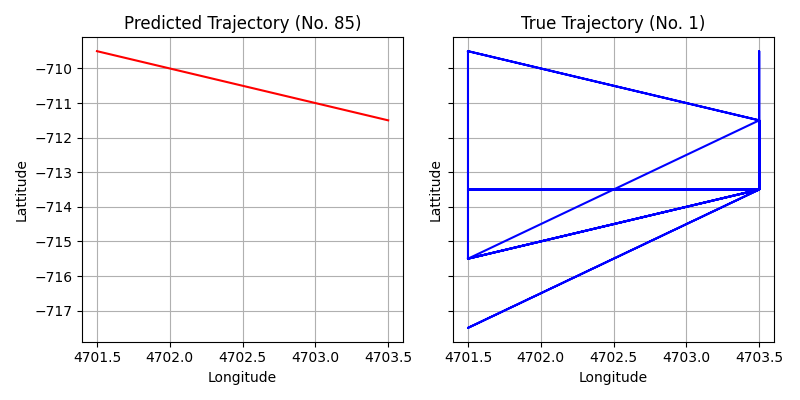 Predicted Trajectory (No. 85)
True Trajectory (No. 1)
−710
−711
−712
−713
−714
−715
−716
−717
Lattitude
Lattitude
4701.5 4702.0 4702.5 4703.0 4703.5
4701.5 4702.0 4702.5 4703.0 4703.5
Longitude
Longitude